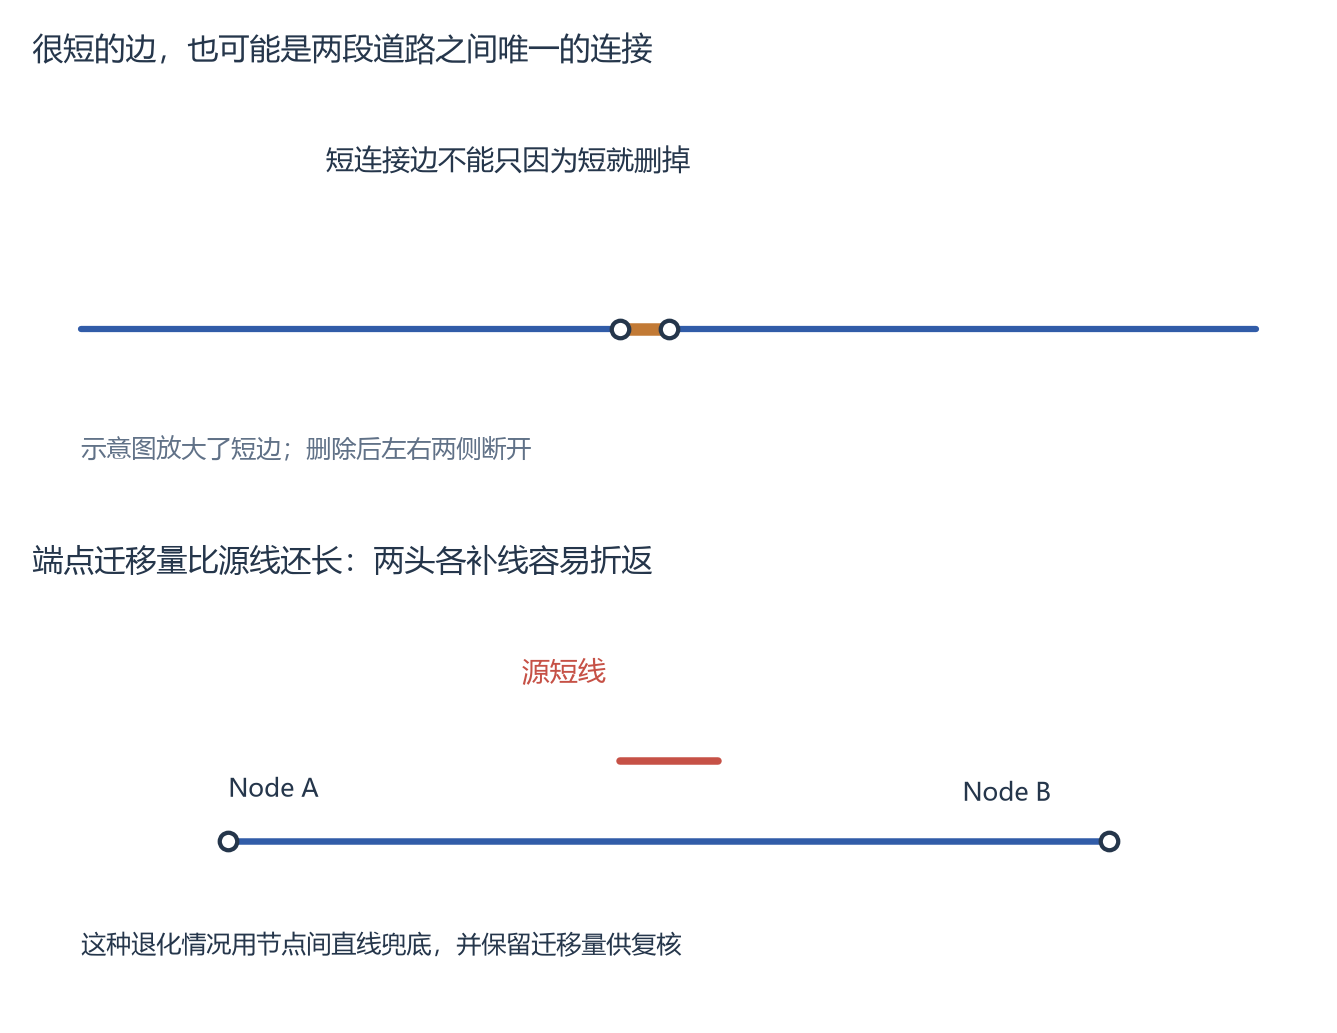 很短的边，也可能是两段道路之间唯一的连接
短连接边不能只因为短就删掉
示意图放大了短边；删除后左右两侧断开
端点迁移量比源线还长：两头各补线容易折返
源短线
Node A
Node B
这种退化情况用节点间直线兜底，并保留迁移量供复核